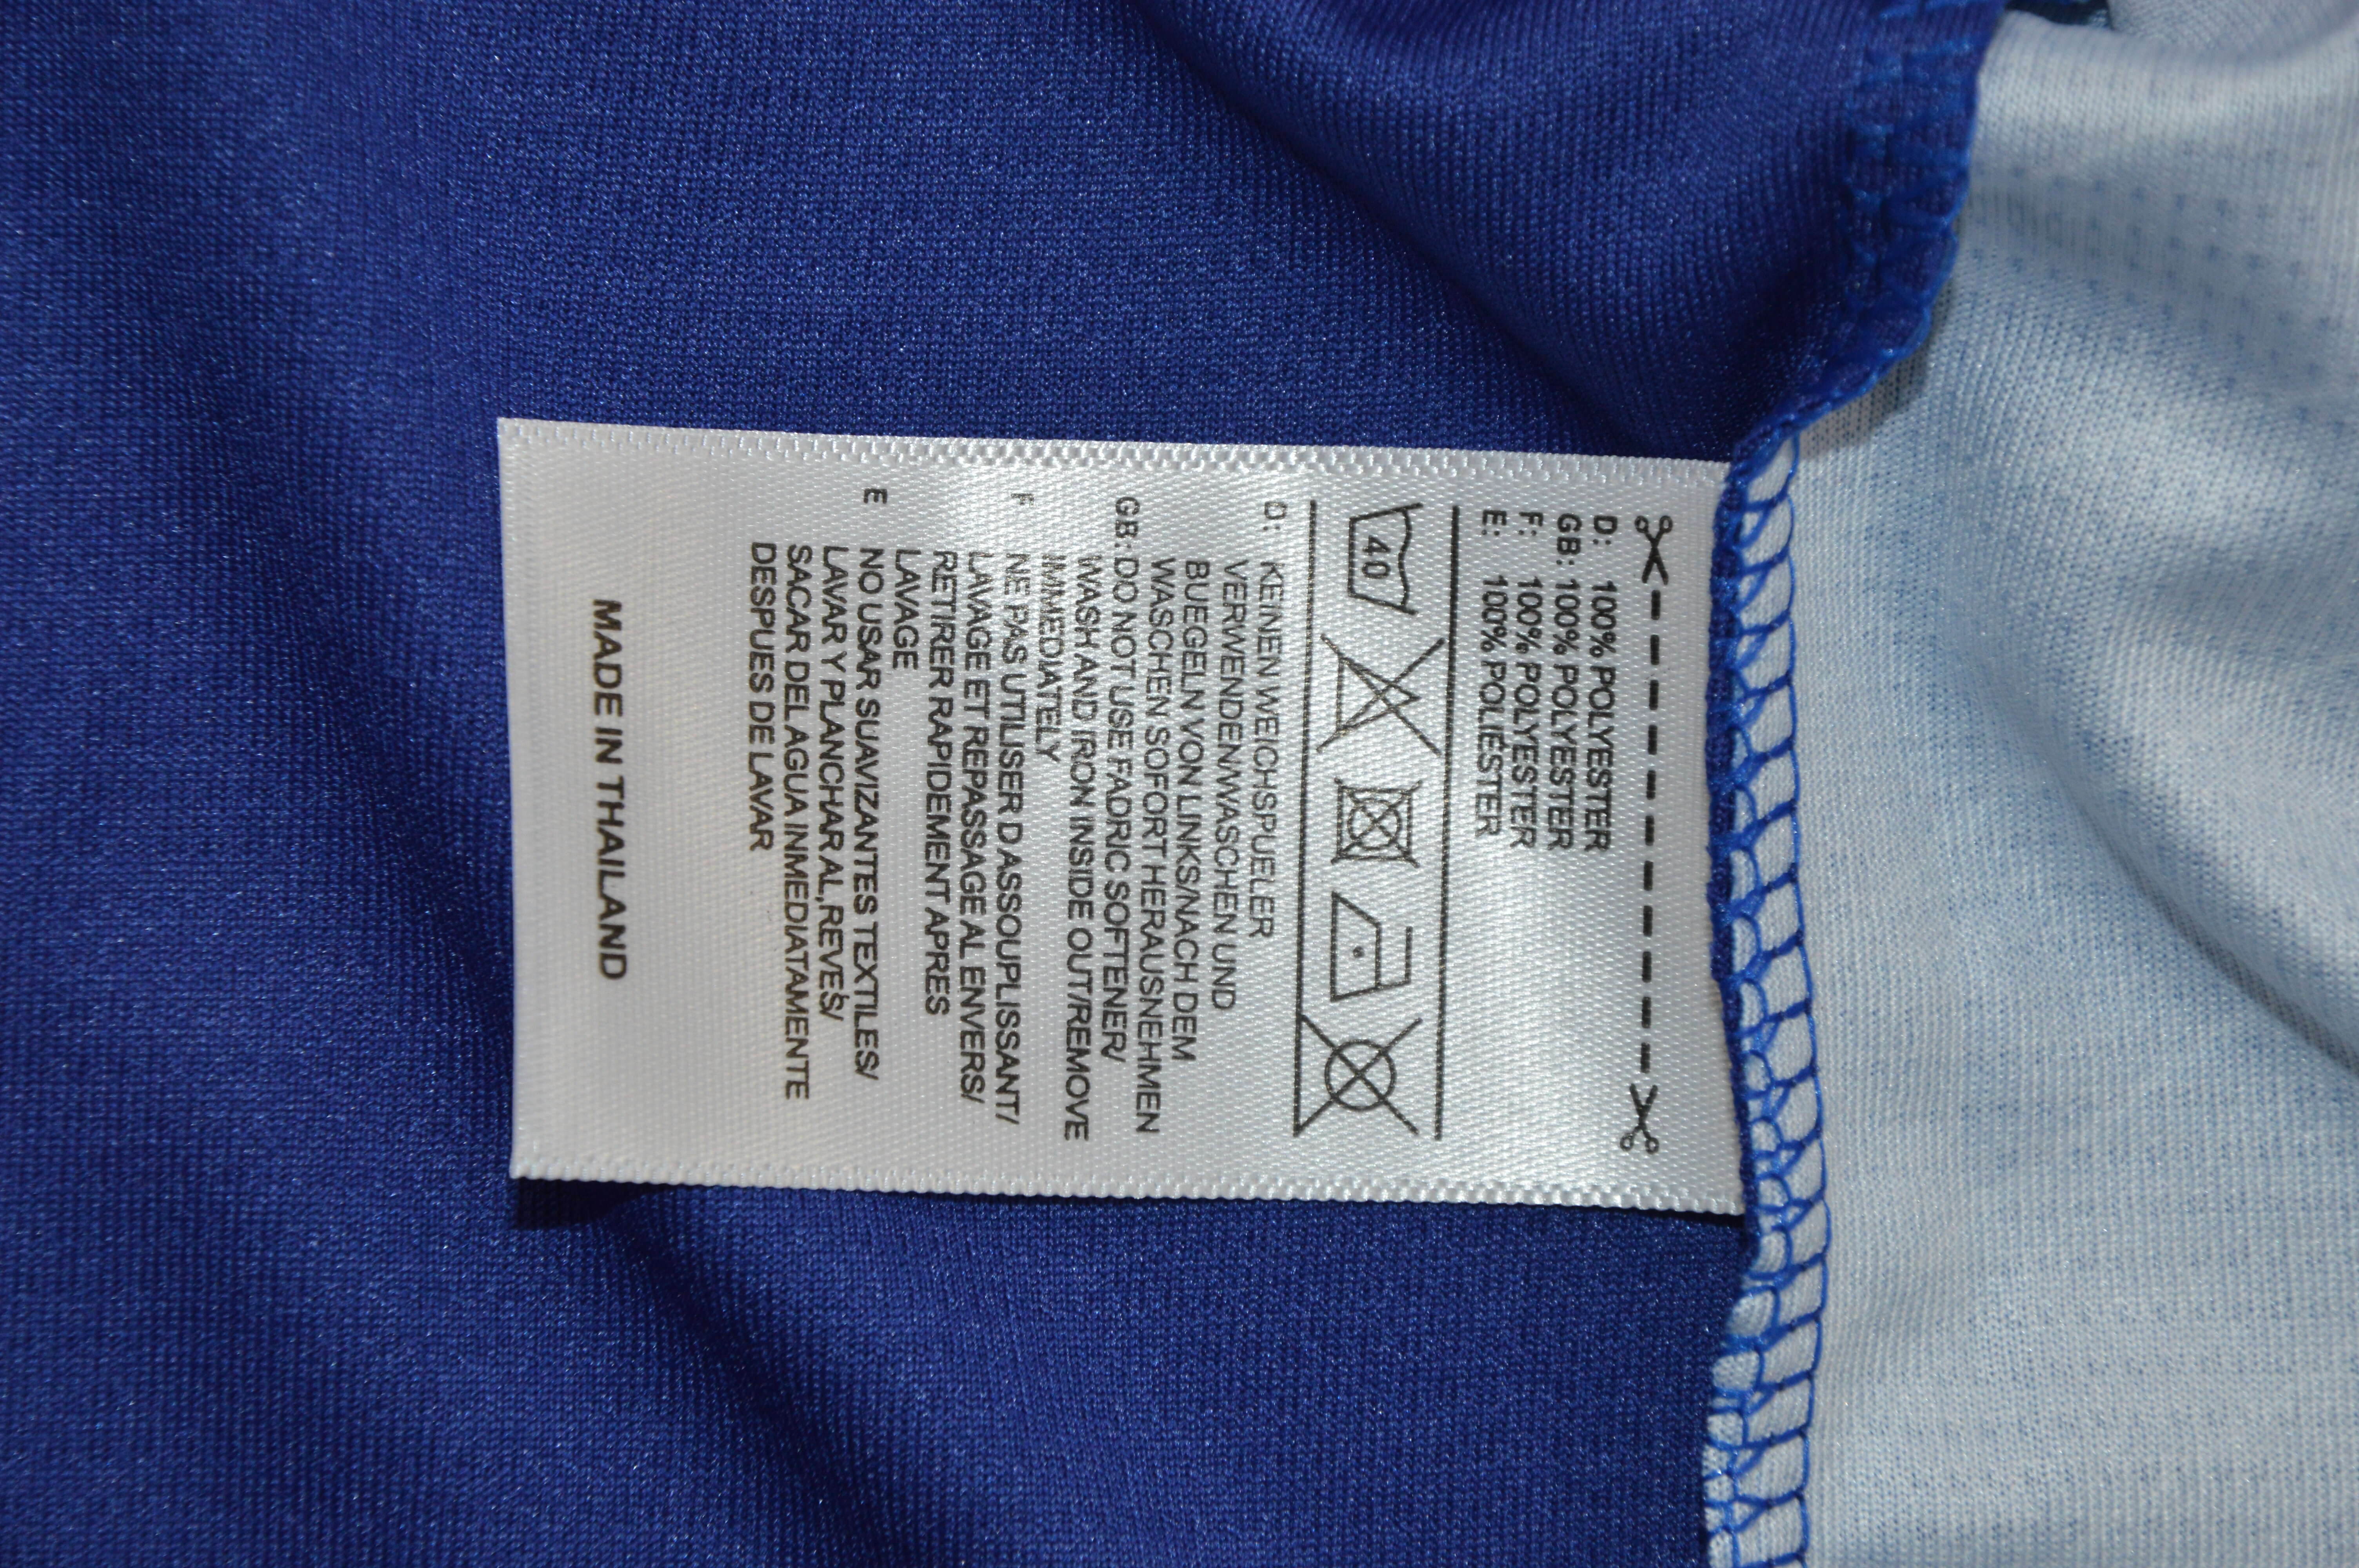 D: 100% POLYESTER
GB: 100% POLYESTER
F: 100% POLYESTER
E: 100% POLIESTER
40
D: KEINEN WEICHSPUELER
VERWENDEN/WASCHEN UND
BUEGELN VON LINKS/NACH DEM
WASCHEN SOFORT HERAUSNEHMEN
GB: DO NOT USE FADRIC SOFTENER/
WASH AND IRON INSIDE OUT/REMOVE
IMMEDIATELY
F NE PAS UTILISER D ASSOUPLISSANT/
LAVAGE ET REPASSAGE AL ENVERS/
RETIRER RAPIDEMENT APRES
LAVAGE
E NO USAR SUAVIZANTES TEXTILES/
LAVAR Y PLANCHAR AL,REVES/
SACAR DEL AGUA INMEDIATAMENTE
DESPUES DE LAVAR
MADE IN THAILAND